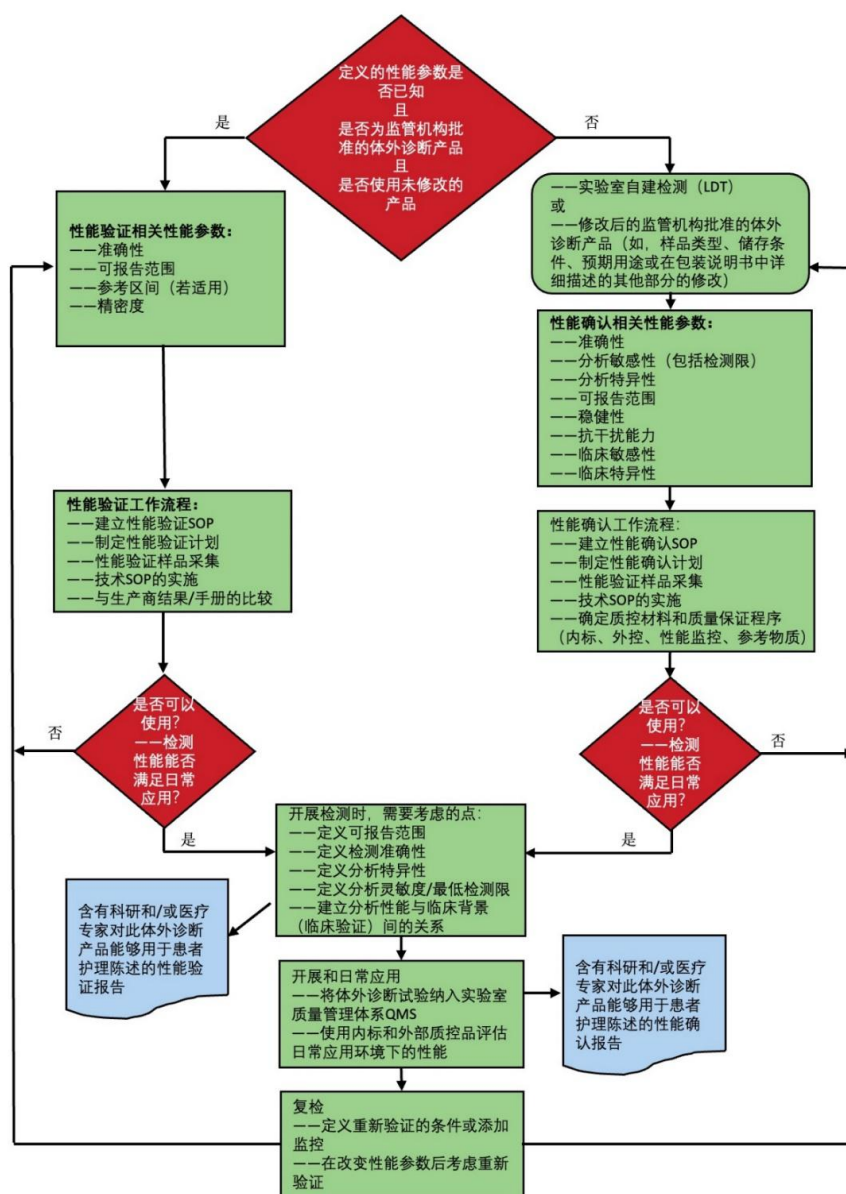 定义的性能参数是
否已知
且
是否为监管机构批
准的体外诊断产品
且
是否使用未修改的
产品
是
否
性能验证相关性能参数：
——准确性
——可报告范围
——参考区间（若适用）
——精密度
——实验室自建检测（LDT）
或
——修改后的监管机构批准的体外
诊断产品（如，样品类型、储存条
件、预期用途或在包装说明书中详
细描述的其他部分的修改）
性能确认相关性能参数：
——准确性
——分析敏感性（包括检测限）
——分析特异性
——可报告范围
——稳健性
——抗干扰能力
——临床敏感性
——临床特异性
性能验证工作流程：
——建立性能验证SOP
——制定性能验证计划
——性能验证样品采集
——技术SOP的实施
——与生产商结果/手册的比较
性能确认工作流程：
——建立性能确认SOP
——制定性能确认计划
——性能验证样品采集
——技术SOP的实施
——确定质控材料和质量保证程序
（内标、外控、性能监控、参考物质）
是否可以
使用？
——检测
性能能否
满足日常
应用？
否
是
是否可以
使用？
——检测
性能能否
满足日常
应用？
否
是
开展检测时，需要考虑的点：
——定义可报告范围
——定义检测准确性
——定义分析特异性
——定义分析灵敏度/最低检测限
——建立分析性能与临床背景
（临床验证）间的关系
含有科研和/或医疗
专家对此体外诊断
产品能够用于患者
护理陈述的性能验
证报告
开展和日常应用
——将体外诊断试验纳入实验室
质量管理体系QMS
——使用内标和外部质控品评估
日常应用环境下的性能
含有科研和/或医疗
专家对此体外诊断
产品能够用于患者
护理陈述的性能确
认报告
复检
——定义重新验证的条件或添加
监控
——在改变性能参数后考虑重新
验证